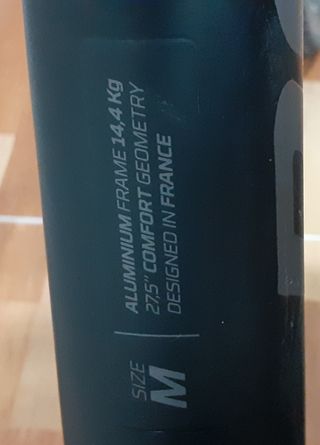 ALUMINIUM FRAME 14,4 Kg
27,5" COMFORT GEOMETRY
DESIGNED IN FRANCE
SIZE
M